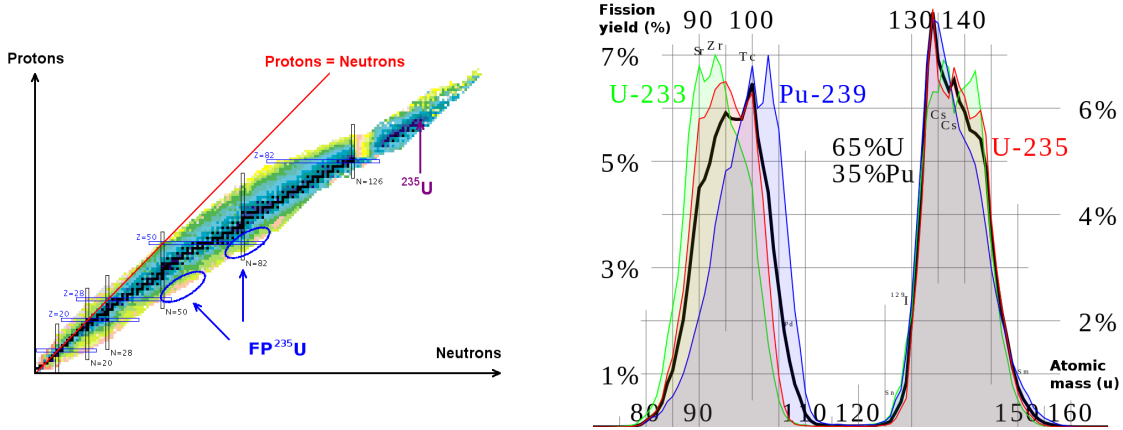 Protons
Protons = Neutrons
Z=82
N=126
²³⁵U
Z=50
N=82
Z=28
N=50
Z=20
N=28
N=20
FP²³⁵U
Neutrons
Fission
yield (%)
90
100
130
140
7%
Sr
Zr
Tc
U-233
Pu-239
6%
Cs
Cs
65%U
35%Pu
U-235
5%
4%
3%
¹²⁹I
Pd
2%
1%
Sn
Sm
Atomic
mass (u)
80
90
110
120
150
160